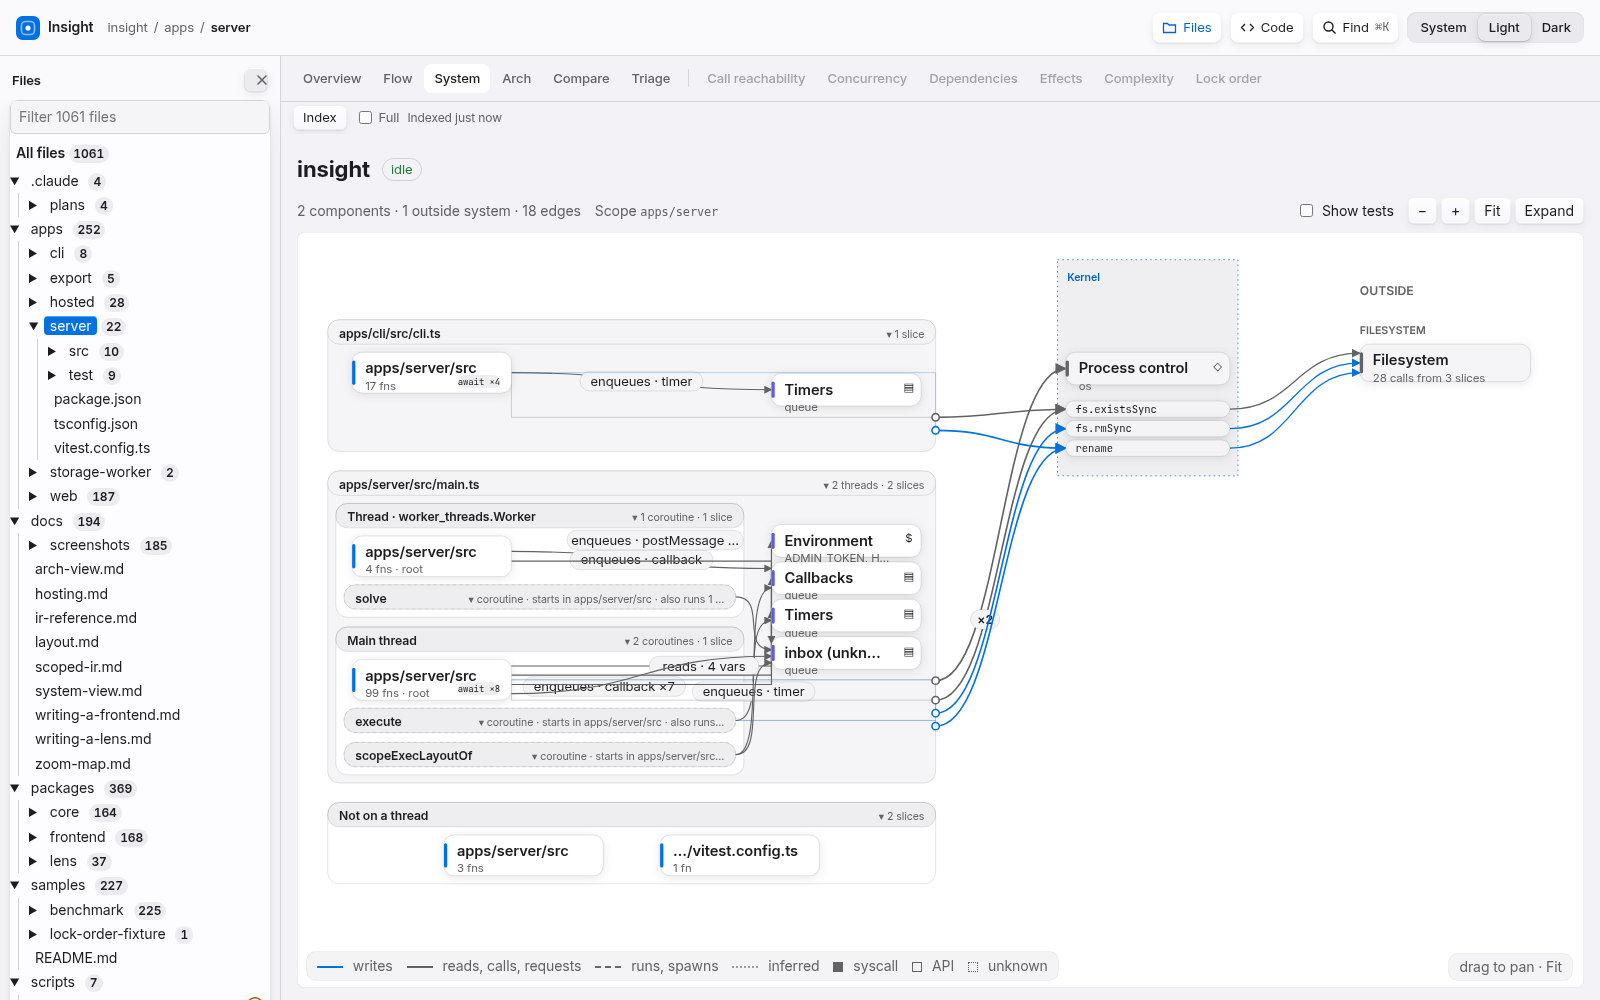 Insight insight / apps / server Files Code Find ⌘K System Light Dark
Files ×
Overview Flow System Arch Compare Triage Call reachability Concurrency Dependencies Effects Complexity Lock order
Filter 1061 files
Index Full Indexed just now
All files 1061
.claude 4
plans 4
apps 252
cli 8
export 5
hosted 28
server 22
src 10
test 9
package.json
tsconfig.json
vitest.config.ts
storage-worker 2
web 187
docs 194
screenshots 185
arch-view.md
hosting.md
ir-reference.md
layout.md
scoped-ir.md
system-view.md
writing-a-frontend.md
writing-a-lens.md
zoom-map.md
packages 369
core 164
frontend 168
lens 37
samples 227
benchmark 225
lock-order-fixture 1
README.md
scripts 7
insight idle
2 components · 1 outside system · 18 edges Scope apps/server
Show tests − + Fit Expand
apps/cli/src/cli.ts ▾ 1 slice
apps/server/src
17 fns await ×4
enqueues · timer
Timers
queue
apps/server/src/main.ts ▾ 2 threads · 2 slices
Thread · worker_threads.Worker ▾ 1 coroutine · 1 slice
apps/server/src
4 fns · root
enqueues · postMessage ...
enqueues · callback
solve ▾ coroutine · starts in apps/server/src · also runs 1 ...
Main thread ▾ 2 coroutines · 1 slice
apps/server/src
99 fns · root await ×8
reads · 4 vars
enqueues · callback ×7
enqueues · timer
execute ▾ coroutine · starts in apps/server/src · also runs...
scopeExecLayoutOf ▾ coroutine · starts in apps/server/src...
Environment $
ADMIN_TOKEN, H...
Callbacks
queue
Timers
queue
inbox (unkn...
queue
×2
Not on a thread ▾ 2 slices
apps/server/src
3 fns
.../vitest.config.ts
1 fn
Kernel
Process control ◇
os
fs.existsSync
fs.rmSync
rename
OUTSIDE
FILESYSTEM
Filesystem
28 calls from 3 slices
writes reads, calls, requests runs, spawns inferred syscall API unknown
drag to pan · Fit